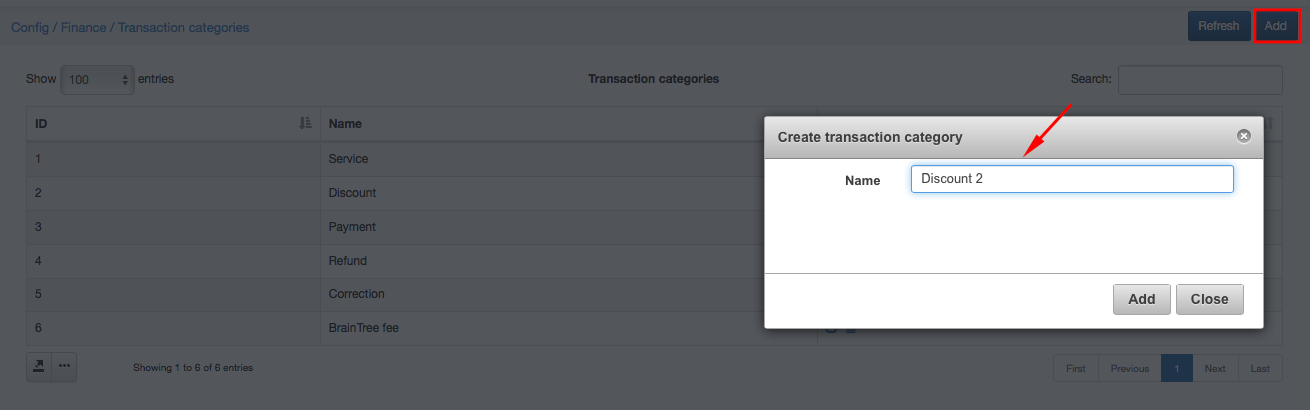 Config / Finance / Transaction categories Refresh Add
Show 100 entries Transaction categories Search:
ID Name
Create transaction category
Name Discount 2
Add Close
1 Service
2 Discount
3 Payment
4 Refund
5 Correction
6 BrainTree fee
Showing 1 to 6 of 6 entries First Previous 1 Next Last